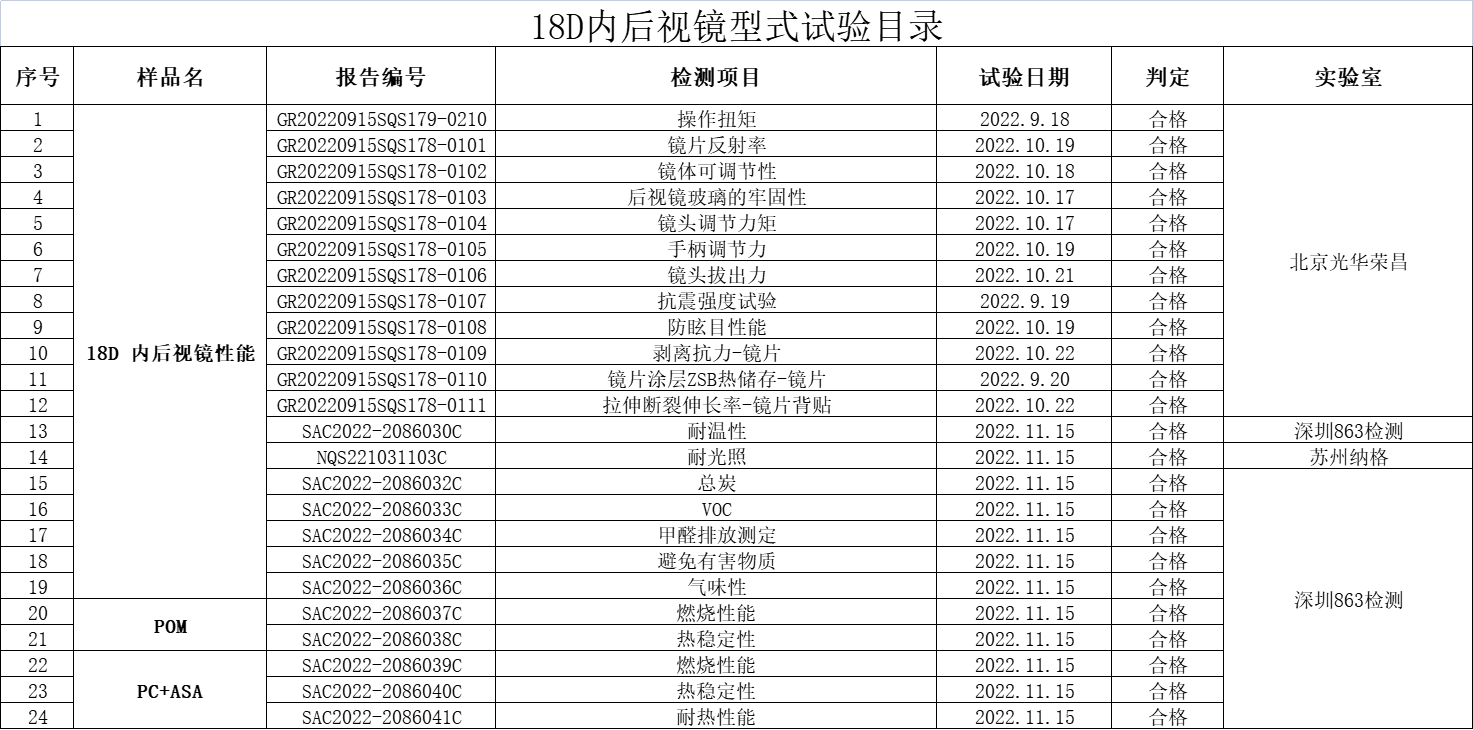 18D内后视镜型式试验目录
序号 样品名 报告编号 检测项目 试验日期 判定 实验室
1 GR20220915SQS179-0210 操作扭矩 2022.9.18 合格
2 GR20220915SQS178-0101 镜片反射率 2022.10.19 合格
3 GR20220915SQS178-0102 镜体可调节性 2022.10.18 合格
4 GR20220915SQS178-0103 后视镜玻璃的牢固性 2022.10.17 合格
5 GR20220915SQS178-0104 镜头调节力矩 2022.10.17 合格
6 GR20220915SQS178-0105 手柄调节力 2022.10.19 合格
北京光华荣昌
7 GR20220915SQS178-0106 镜头拔出力 2022.10.21 合格
8 GR20220915SQS178-0107 抗震强度试验 2022.9.19 合格
9 GR20220915SQS178-0108 防眩目性能 2022.10.19 合格
10 18D 内后视镜性能 GR20220915SQS178-0109 剥离抗力-镜片 2022.10.22 合格
11 GR20220915SQS178-0110 镜片涂层ZSB热储存-镜片 2022.9.20 合格
12 GR20220915SQS178-0111 拉伸断裂伸长率-镜片背贴 2022.10.22 合格
13 SAC2022-2086030C 耐温性 2022.11.15 合格 深圳863检测
14 NQS221031103C 耐光照 2022.11.15 合格 苏州纳格
15 SAC2022-2086032C 总炭 2022.11.15 合格
16 SAC2022-2086033C VOC 2022.11.15 合格
17 SAC2022-2086034C 甲醛排放测定 2022.11.15 合格
18 SAC2022-2086035C 避免有害物质 2022.11.15 合格
19 SAC2022-2086036C 气味性 2022.11.15 合格
深圳863检测
20 SAC2022-2086037C 燃烧性能 2022.11.15 合格
POM
21 SAC2022-2086038C 热稳定性 2022.11.15 合格
22 SAC2022-2086039C 燃烧性能 2022.11.15 合格
23 PC+ASA SAC2022-2086040C 热稳定性 2022.11.15 合格
24 SAC2022-2086041C 耐热性能 2022.11.15 合格